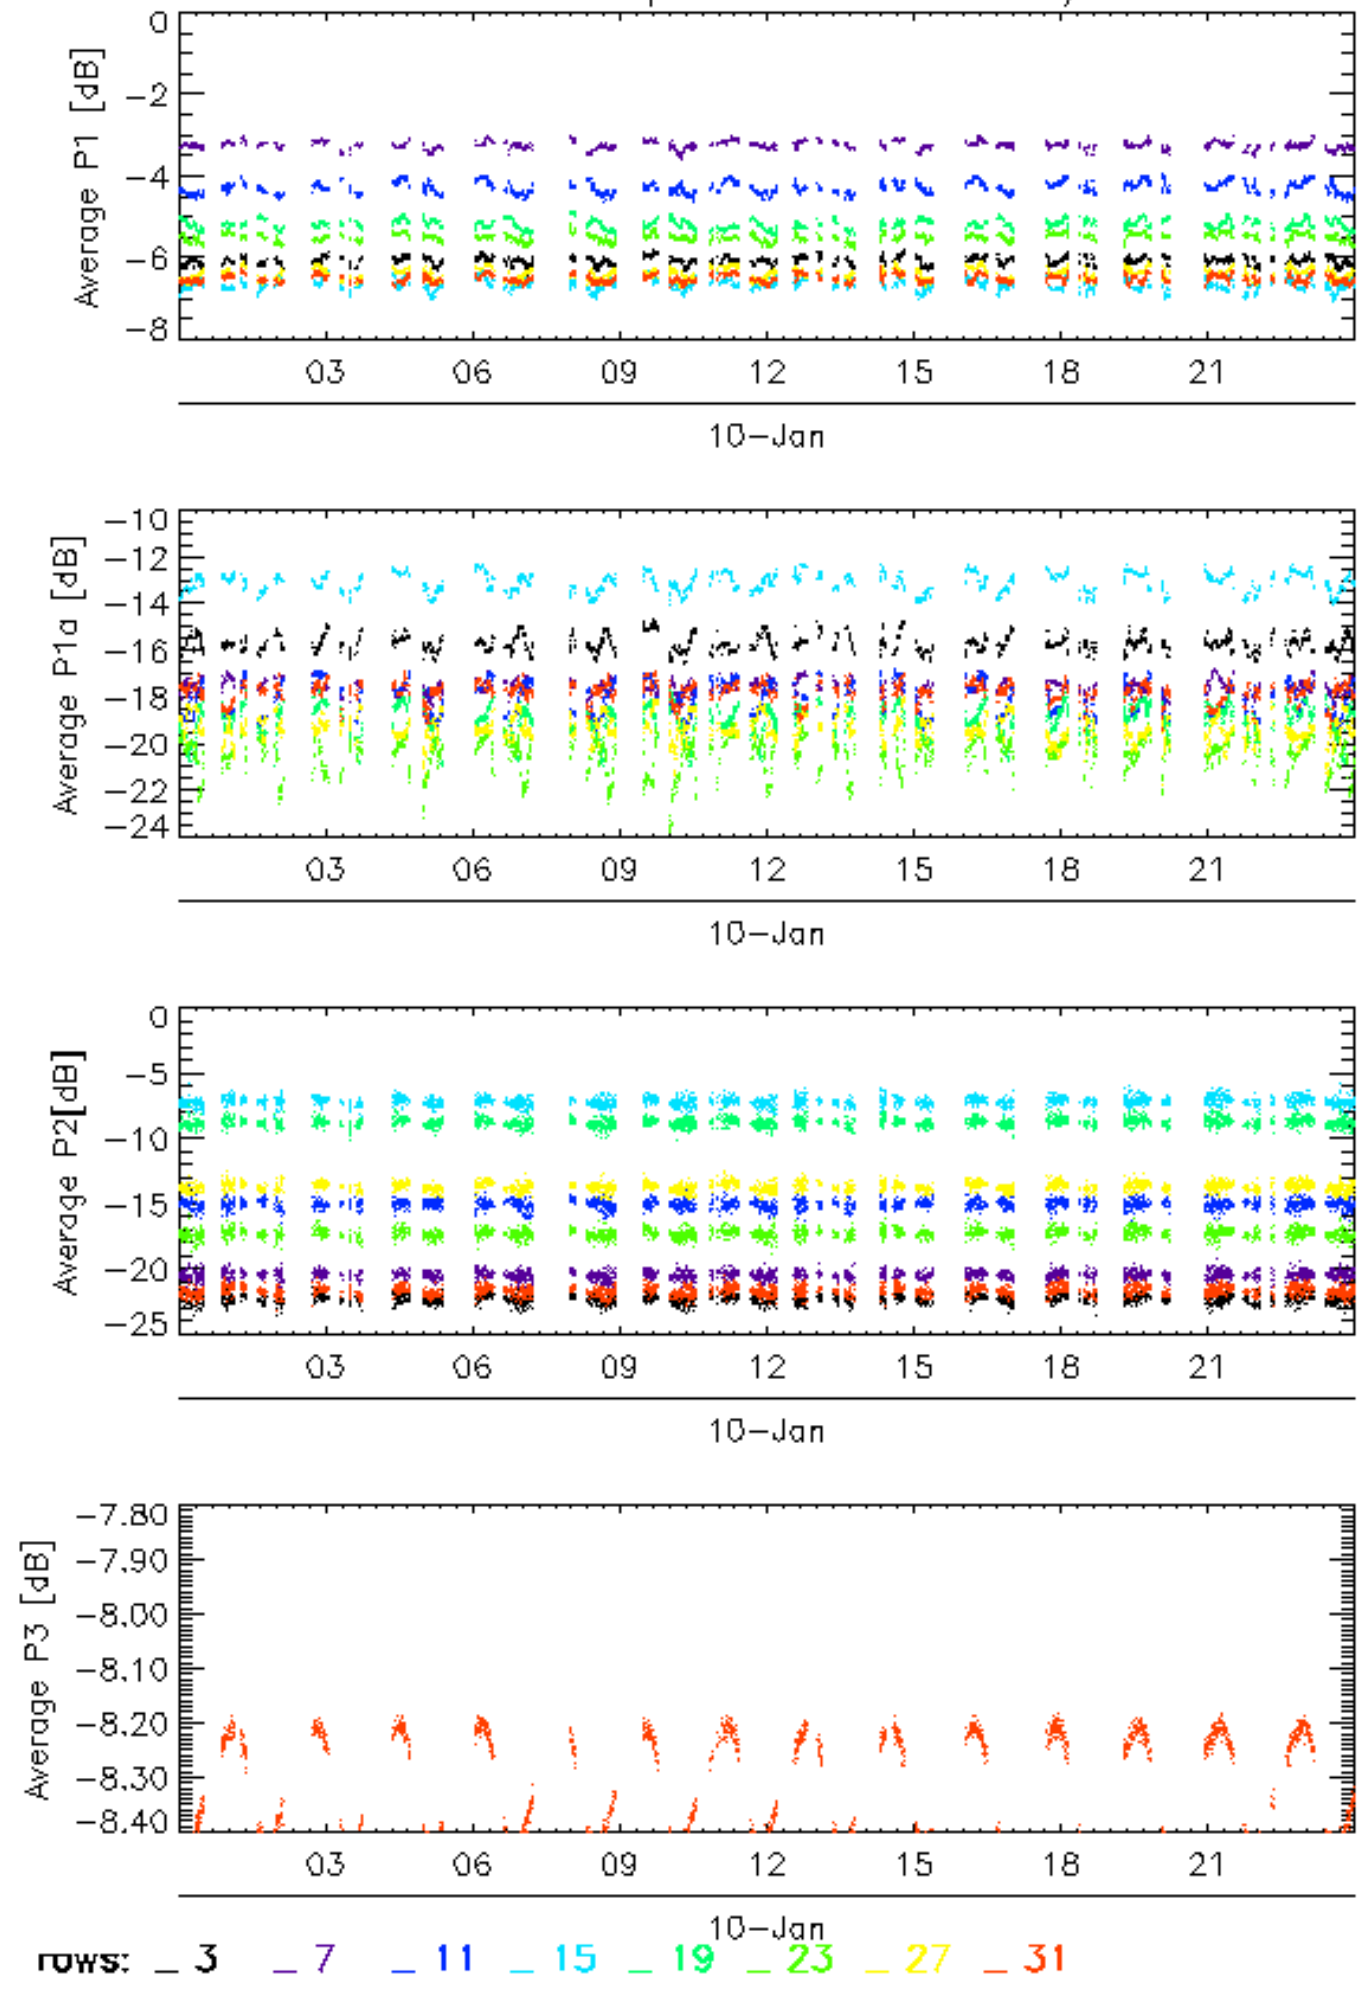 0
−2
−4
−6
−8
Average P1 [dB]
03 06 09 12 15 18 21
10−Jan
−10
−12
−14
−16
−18
−20
−22
−24
Average P1a [dB]
03 06 09 12 15 18 21
10−Jan
0
−5
−10
−15
−20
−25
Average P2[dB]
03 06 09 12 15 18 21
10−Jan
−7.80
−7.90
−8.00
−8.10
−8.20
−8.30
−8.40
Average P3 [dB]
03 06 09 12 15 18 21
10−Jan
rows: _ 3 _ 7 _ 11 _ 15 _ 19 _ 23 _ 27 _ 31